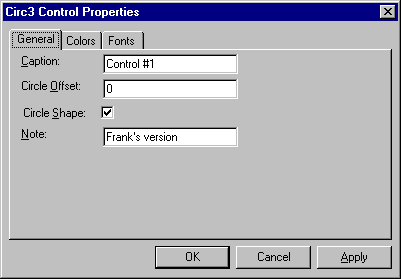 Circ3 Control Properties
General Colors Fonts
Caption: Control #1
Circle Offset: 0
Circle Shape:
Note: Frank's version
OK Cancel Apply